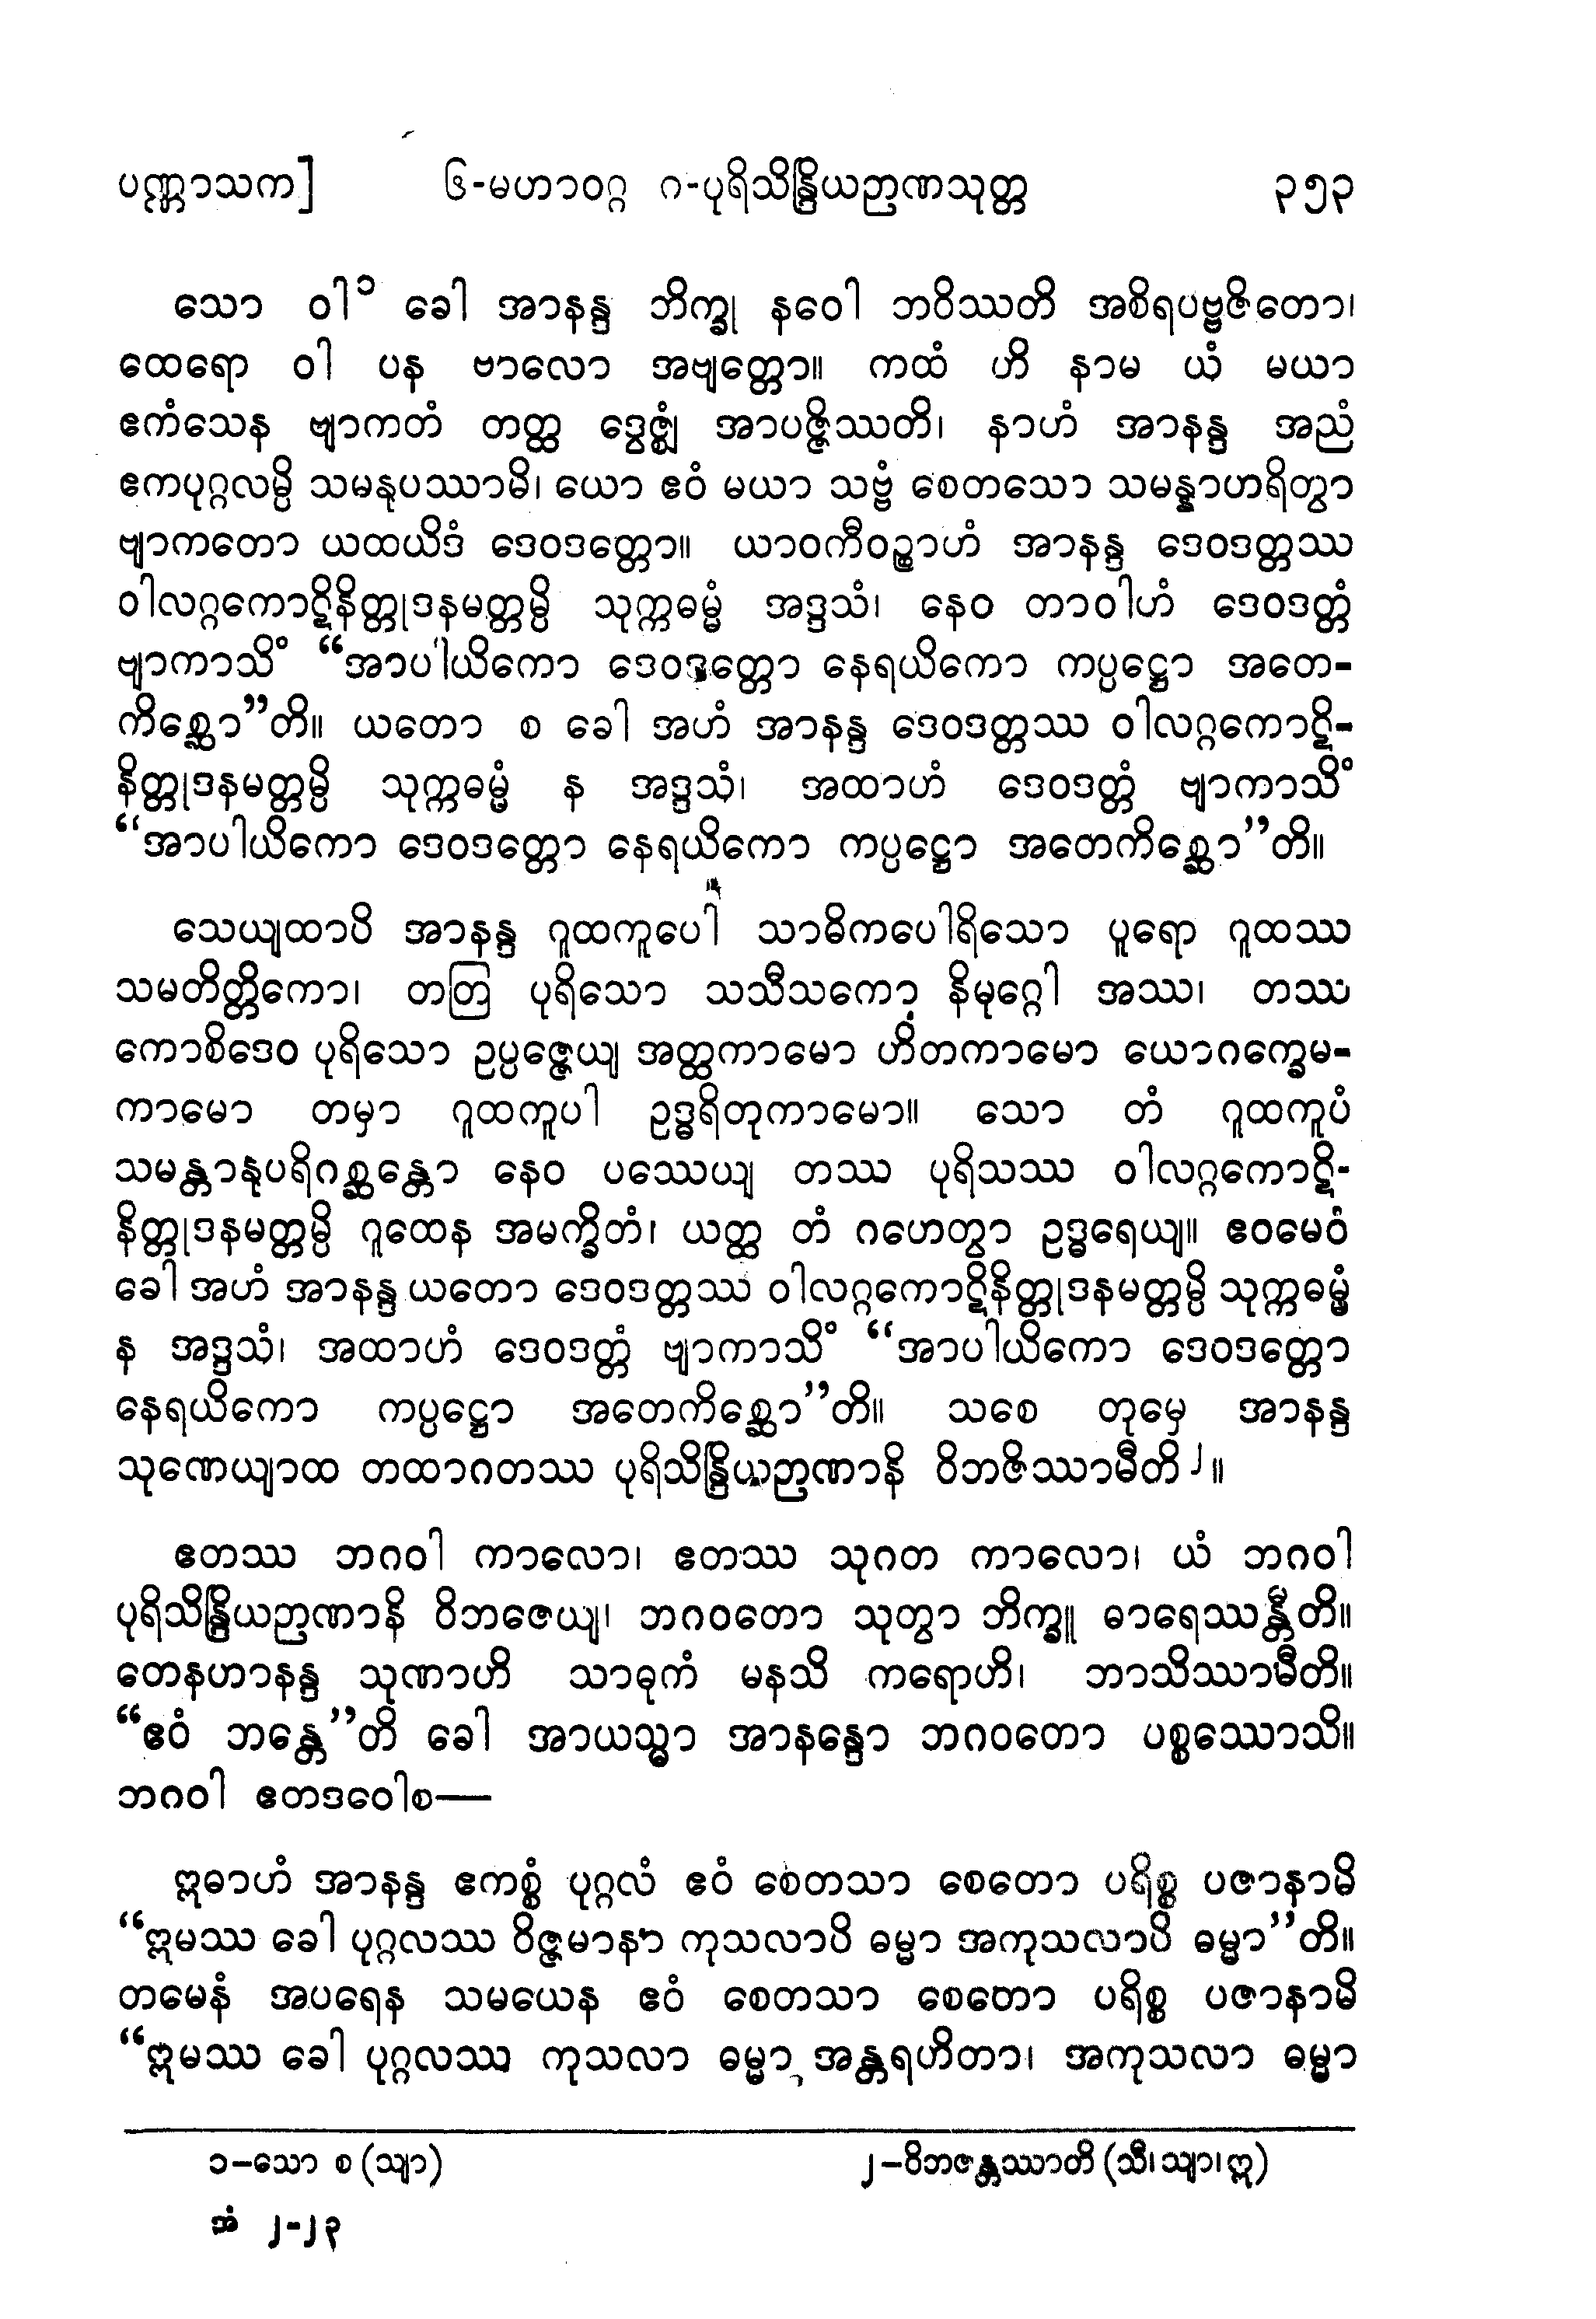 ပဏ္ဏာသက] ၆-မဟာဝဂ္ဂ ဂ-ပုရိသိန္ဒြိယဉာဏသုတ္တ ၃၅၃
သော ဝါ၁ ခေါ အာနန္ဒ ဘိက္ခု နဝေါ ဘဝိဿတိ အစိရပဗ္ဗဇိတော၊
ထေရော ဝါ ပန ဗာလော အဗျတ္တော။ ကထံ ဟိ နာမ ယံ မယာ
ဧကံသေန ဗျာကတံ တတ္ထ ဒွေဇ္ဈံ အာပဇ္ဇိဿတိ၊ နာဟံ အာနန္ဒ အညံ
ဧကပုဂ္ဂလမ္ပိ သမနုပဿာမိ၊ ယော ဧဝံ မယာ သဗ္ဗံ စေတသော သမန္နာဟရိတွာ
ဗျာကတော ယထယိဒံ ဒေဝဒတ္တော။ ယာဝကီဝဉ္စာဟံ အာနန္ဒ ဒေဝဒတ္တဿ
ဝါလဂ္ဂကောဋိနိတ္တုဒနမတ္တမ္ပိ သုက္ကဓမ္မံ အဒ္ဒသံ၊ နေဝ တာဝါဟံ ဒေဝဒတ္တံ
ဗျာကာသိံ “အာပါယိကော ဒေဝဒတ္တော နေရယိကော ကပ္ပဋ္ဌော အတေ-
ကိစ္ဆော”တိ။ ယတော စ ခေါ အဟံ အာနန္ဒ ဒေဝဒတ္တဿ ဝါလဂ္ဂကောဋိ-
နိတ္တုဒနမတ္တမ္ပိ သုက္ကဓမ္မံ န အဒ္ဒသံ၊ အထာဟံ ဒေဝဒတ္တံ ဗျာကာသိံ
“အာပါယိကော ဒေဝဒတ္တော နေရယိကော ကပ္ပဋ္ဌော အတေကိစ္ဆော”တိ။
သေယျထာပိ အာနန္ဒ ဂူထကူပေါ သာဓိကပေါရိသော ပူရော ဂူထဿ
သမတိတ္တိကော၊ တတြ ပုရိသော သသီသကော နိမုဂ္ဂေါ အဿ၊ တဿ
ကောစိဒေဝ ပုရိသော ဥပ္ပဇ္ဇေယျ အတ္ထကာမော ဟိတကာမော ယောဂက္ခေမ-
ကာမော တမှာ ဂူထကူပါ ဥဒ္ဓရိတုကာမော။ သော တံ ဂူထကူပံ
သမန္တာနုပရိဂစ္ဆန္တော နေဝ ပဿေယျ တဿ ပုရိသဿ ဝါလဂ္ဂကောဋိ-
နိတ္တုဒနမတ္တမ္ပိ ဂူထေန အမက္ခိတံ၊ ယတ္ထ တံ ဂဟေတွာ ဥဒ္ဓရေယျ။ ဧဝမေဝံ
ခေါ အဟံ အာနန္ဒ ယတော ဒေဝဒတ္တဿ ဝါလဂ္ဂကောဋိနိတ္တုဒနမတ္တမ္ပိ သုက္ကဓမ္မံ
န အဒ္ဒသံ၊ အထာဟံ ဒေဝဒတ္တံ ဗျာကာသိံ “အာပါယိကော ဒေဝဒတ္တော
နေရယိကော ကပ္ပဋ္ဌော အတေကိစ္ဆော”တိ။ သစေ တုမှေ အာနန္ဒ
သုဏေယျာထ တထာဂတဿ ပုရိသိန္ဒြိယဉာဏာနိ ဝိဘဇိဿာမီတိ၂။
ဧတဿ ဘဂဝါ ကာလော၊ ဧတဿ သုဂတ ကာလော၊ ယံ ဘဂဝါ
ပုရိသိန္ဒြိယဉာဏာနိ ဝိဘဇေယျ၊ ဘဂဝတော သုတွာ ဘိက္ခူ ဓာရေဿန္တီတိ။
တေနဟာနန္ဒ သုဏာဟိ သာဓုကံ မနသိ ကရောဟိ၊ ဘာသိဿာမီတိ။
“ဧဝံ ဘန္တေ”တိ ခေါ အာယသ္မာ အာနန္ဒော ဘဂဝတော ပစ္စဿောသိ။
ဘဂဝါ ဧတဒဝေါစ—
ဣဓာဟံ အာနန္ဒ ဧကစ္စံ ပုဂ္ဂလံ ဧဝံ စေတသာ စေတော ပရိစ္စ ပဇာနာမိ
“ဣမဿ ခေါ ပုဂ္ဂလဿ ဝိဇ္ဇမာနာ ကုသလာပိ ဓမ္မာ အကုသလာပိ ဓမ္မာ”တိ။
တမေနံ အပရေန သမယေန ဧဝံ စေတသာ စေတော ပရိစ္စ ပဇာနာမိ
“ဣမဿ ခေါ ပုဂ္ဂလဿ ကုသလာ ဓမ္မာ အန္တရဟိတာ၊ အကုသလာ ဓမ္မာ
၁–သော စ (သျာ) ၂–ဝိဘဇန္တဿာတိ (သီ၊ သျာ၊ ဣ)
အံ ၂-၂၃